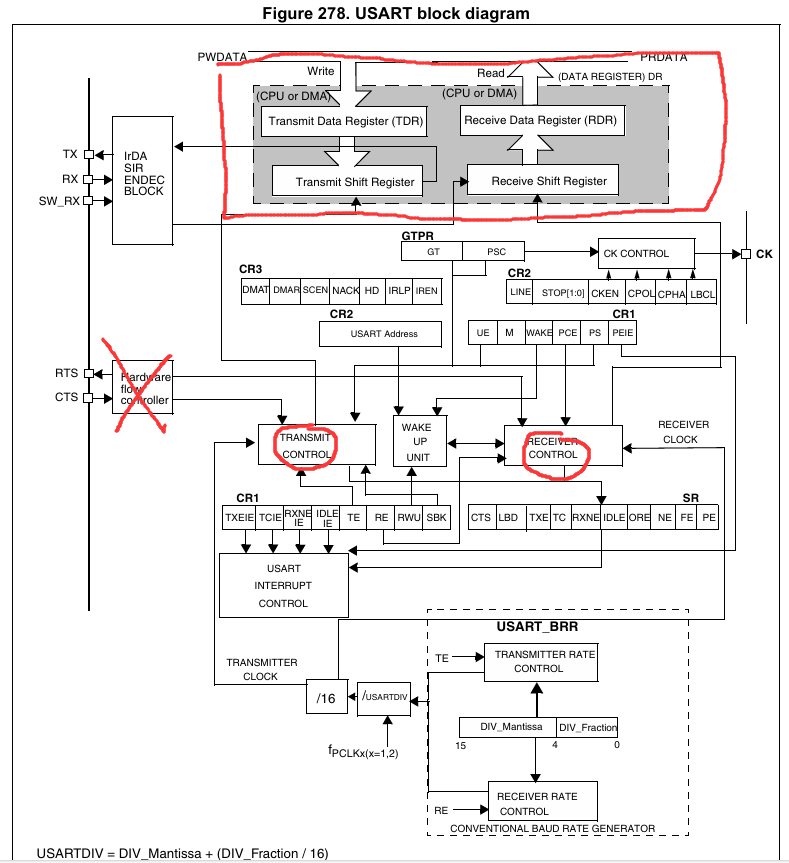 Figure 278. USART block diagram
PWDATA
PRDATA
Write
Read
(DATA REGISTER) DR
(CPU or DMA)
(CPU or DMA)
Transmit Data Register (TDR)
Receive Data Register (RDR)
TX
RX
SW_RX
IrDA
SIR
ENDEC
BLOCK
Transmit Shift Register
Receive Shift Register
GTPR
GT
PSC
CK CONTROL
CK
CR3
DMAT
DMAR
SCEN
NACK
HD
IRLP
IREN
CR2
LINE
STOP[1:0]
CKEN
CPOL
CPHA
LBCL
CR2
USART Address
CR1
UE
M
WAKE
PCE
PS
PEIE
RTS
CTS
Hardware
flow
controller
TRANSMIT
CONTROL
WAKE
UP
UNIT
RECEIVER
CONTROL
RECEIVER
CLOCK
CR1
TXEIE
TCIE
RXNE
IE
IDLE
IE
TE
RE
RWU
SBK
SR
CTS
LBD
TXE
TC
RXNE
IDLE
ORE
NE
FE
PE
USART
INTERRUPT
CONTROL
USART_BRR
TE
TRANSMITTER RATE
CONTROL
TRANSMITTER
CLOCK
/16
/USARTDIV
fPCLKx(x=1,2)
DIV_Mantissa
DIV_Fraction
15
4
0
RE
RECEIVER RATE
CONTROL
CONVENTIONAL BAUD RATE GENERATOR
USARTDIV = DIV_Mantissa + (DIV_Fraction / 16)